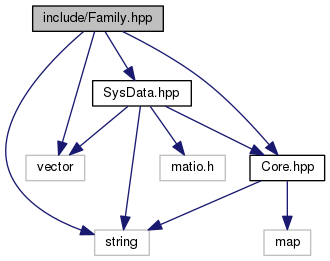 include/Family.hpp
SysData.hpp
vector
matio.h
Core.hpp
string
map